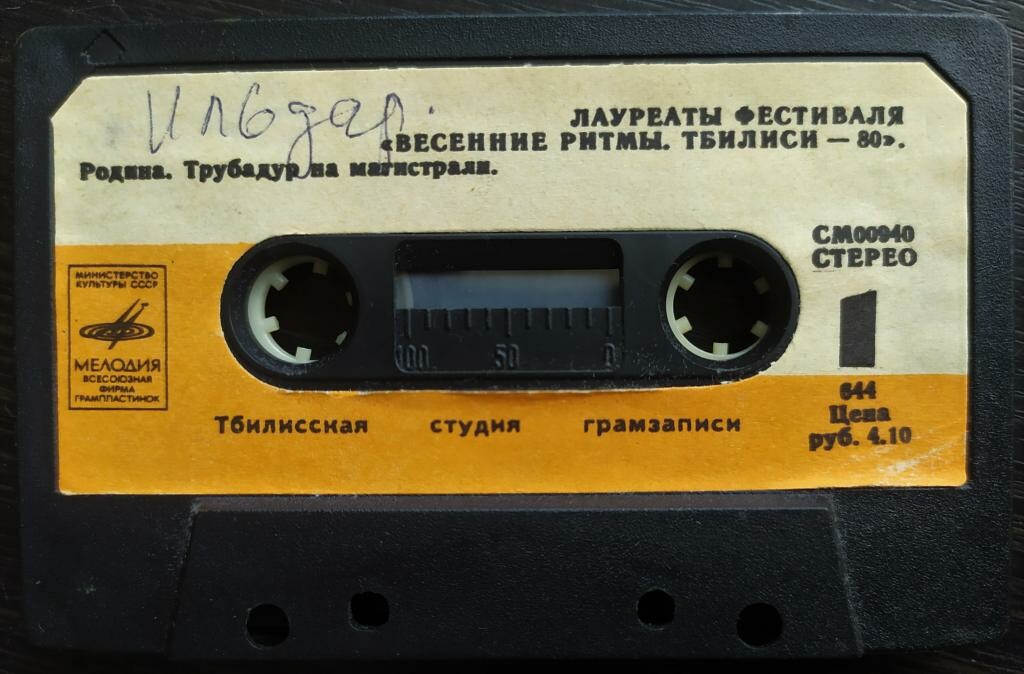 Ильдар.
ЛАУРЕАТЫ ФЕСТИВАЛЯ
«ВЕСЕННИЕ РИТМЫ. ТБИЛИСИ — 80».
Родина. Трубадур на магистрали.
СМ00940
СТЕРЕО
1
МИНИСТЕРСТВО
КУЛЬТУРЫ СССР
МЕЛОДИЯ
ВСЕСОЮЗНАЯ
ФИРМА
ГРАМПЛАСТИНОК
100 50 0
644
Цена
руб. 4.10
Тбилисская студия грамзаписи